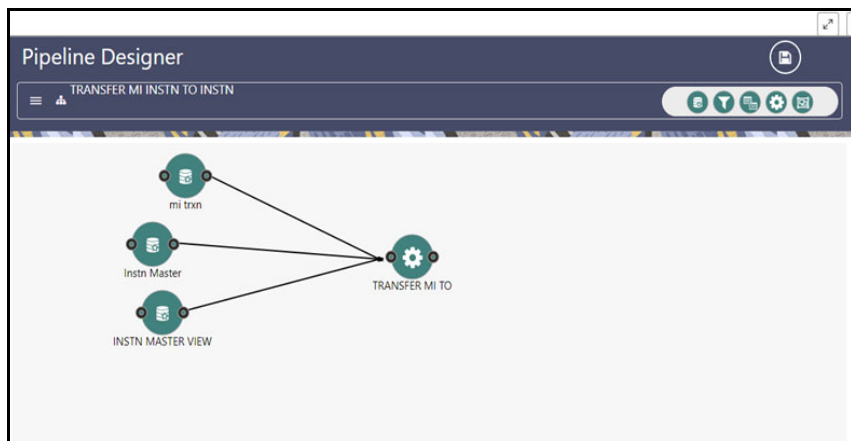 Pipeline Designer
TRANSFER MI INSTN TO INSTN
mi trxn
Instn Master
TRANSFER MI TO
INSTN MASTER VIEW